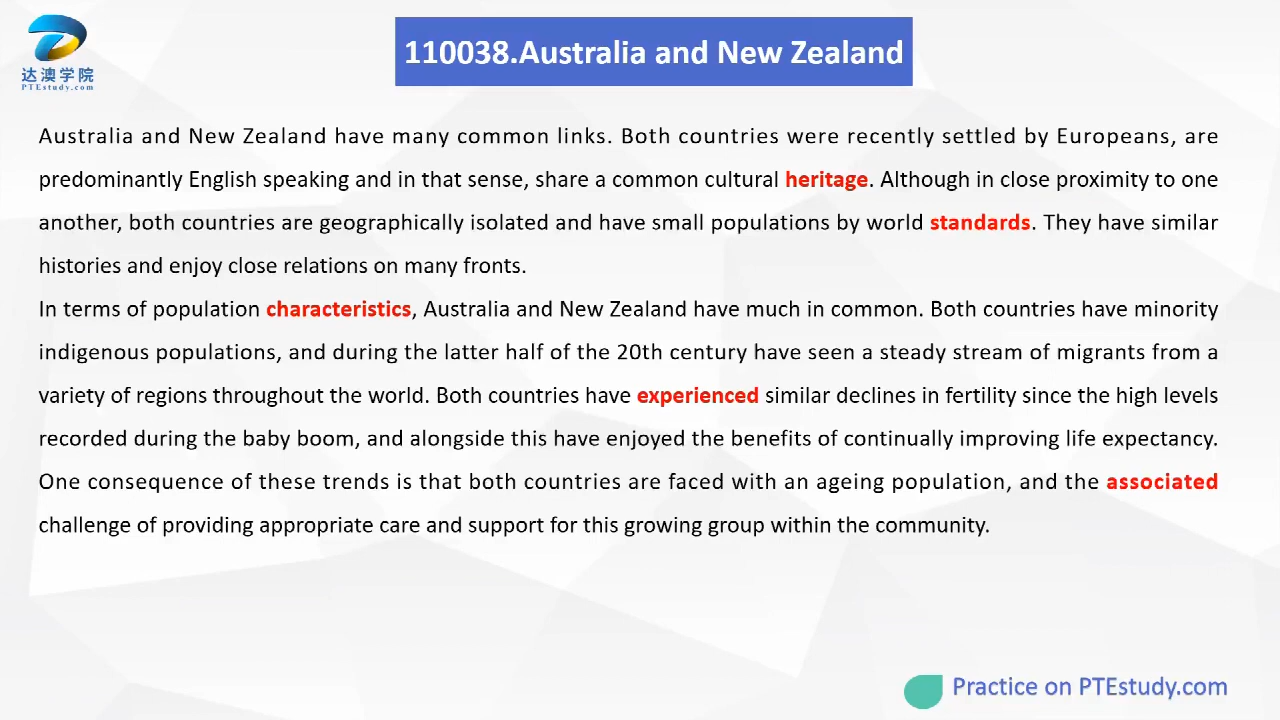 达澳学院
PTEstudy.com
110038.Australia and New Zealand
Australia and New Zealand have many common links. Both countries were recently settled by Europeans, are
predominantly English speaking and in that sense, share a common cultural heritage. Although in close proximity to one
another, both countries are geographically isolated and have small populations by world standards. They have similar
histories and enjoy close relations on many fronts.
In terms of population characteristics, Australia and New Zealand have much in common. Both countries have minority
indigenous populations, and during the latter half of the 20th century have seen a steady stream of migrants from a
variety of regions throughout the world. Both countries have experienced similar declines in fertility since the high levels
recorded during the baby boom, and alongside this have enjoyed the benefits of continually improving life expectancy.
One consequence of these trends is that both countries are faced with an ageing population, and the associated
challenge of providing appropriate care and support for this growing group within the community.
Practice on PTEstudy.com